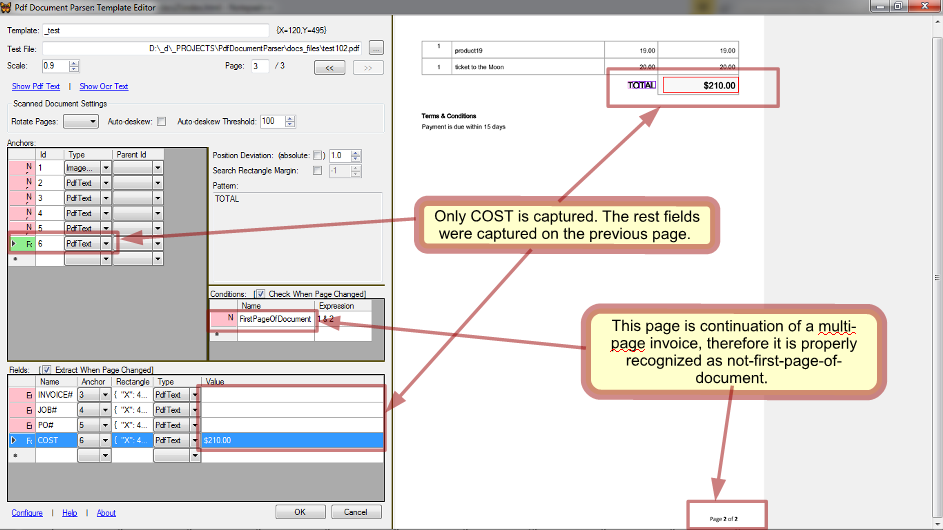 Pdf Document Parser: Template Editor
Template: _test {X=120,Y=495}
Test File: D:\_d\_PROJECTS\PdfDocumentParser\docs_files\test102.pdf ...
Scale: 0.9 Page: 3 / 3 << >>
Show Pdf Text | Show Ocr Text
Scanned Document Settings
Rotate Pages: Auto-deskew: Auto-deskew Threshold: 100
Anchors:
Id Type Parent Id
N 1 Image...
N 2 PdfText
N 3 PdfText
N 4 PdfText
N 5 PdfText
Fc 6 PdfText
Position Deviation: (absolute: ) 1.0
Search Rectangle Margin: -1
Pattern:
TOTAL
Conditions: [ Check When Page Changed]
Name Expression
N FirstPageOfDocument 1 & 2
Fields: [ Extract When Page Changed]
Name Anchor Rectangle Type Value
INVOICE# 3 { "X": 4... PdfText
JOB# 4 { "X": 4... PdfText
PO# 5 { "X": 4... PdfText
COST 6 { "X": 4... PdfText $210.00
Configure | Help | About OK Cancel
1 product19 19.00 19.00
1 ticket to the Moon 20.00 20.00
TOTAL $210.00
Terms & Conditions
Payment is due within 15 days
Only COST is captured. The rest fields
were captured on the previous page.
This page is continuation of a multi-
page invoice, therefore it is properly
recognized as not-first-page-of-
document.
Page 2 of 2